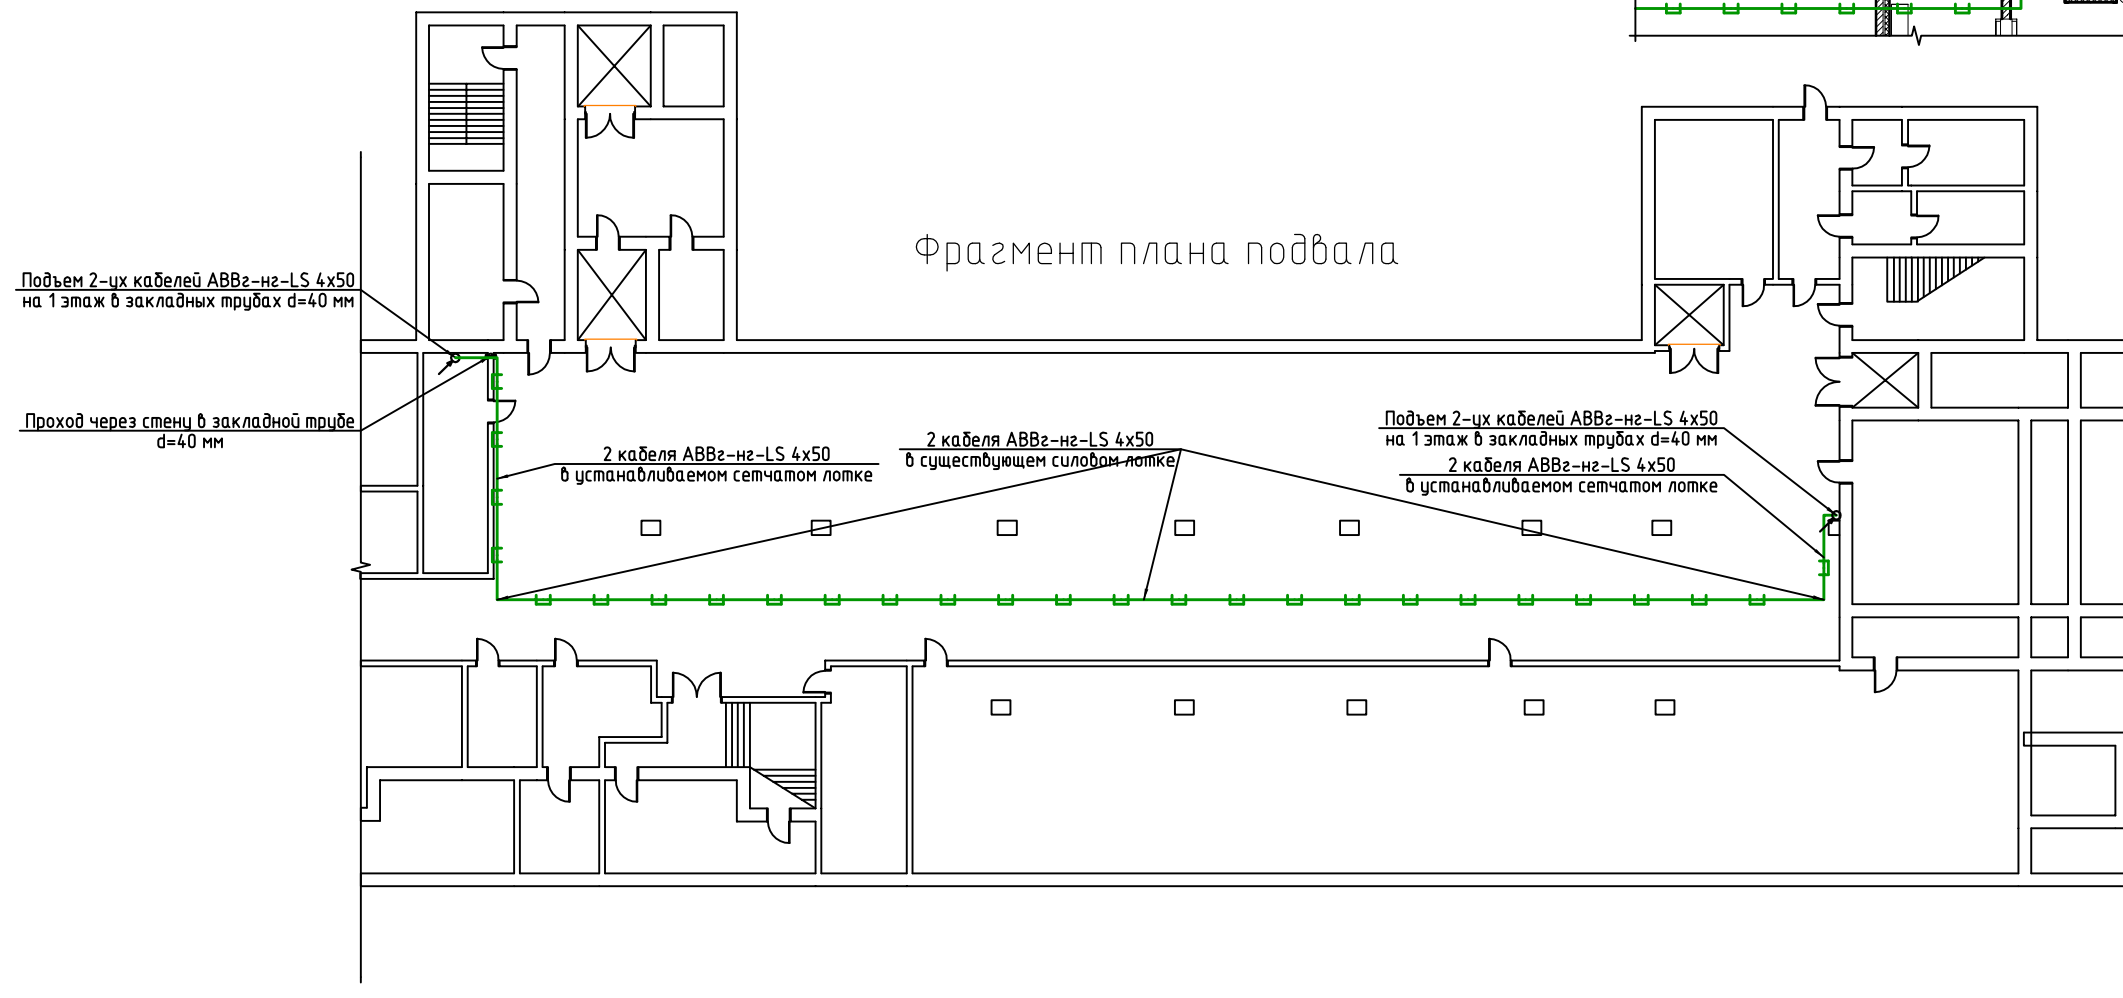 Фрагмент плана подвала
Подъем 2-ух кабелей АВВг-нг-LS 4х50
на 1 этаж в закладных трубах d=40 мм
Проход через стену в закладной трубе
d=40 мм
2 кабеля АВВг-нг-LS 4х50
в устанавливаемом сетчатом лотке
2 кабеля АВВг-нг-LS 4х50
в существующем силовом лотке
Подъем 2-ух кабелей АВВг-нг-LS 4х50
на 1 этаж в закладных трубах d=40 мм
2 кабеля АВВг-нг-LS 4х50
в устанавливаемом сетчатом лотке